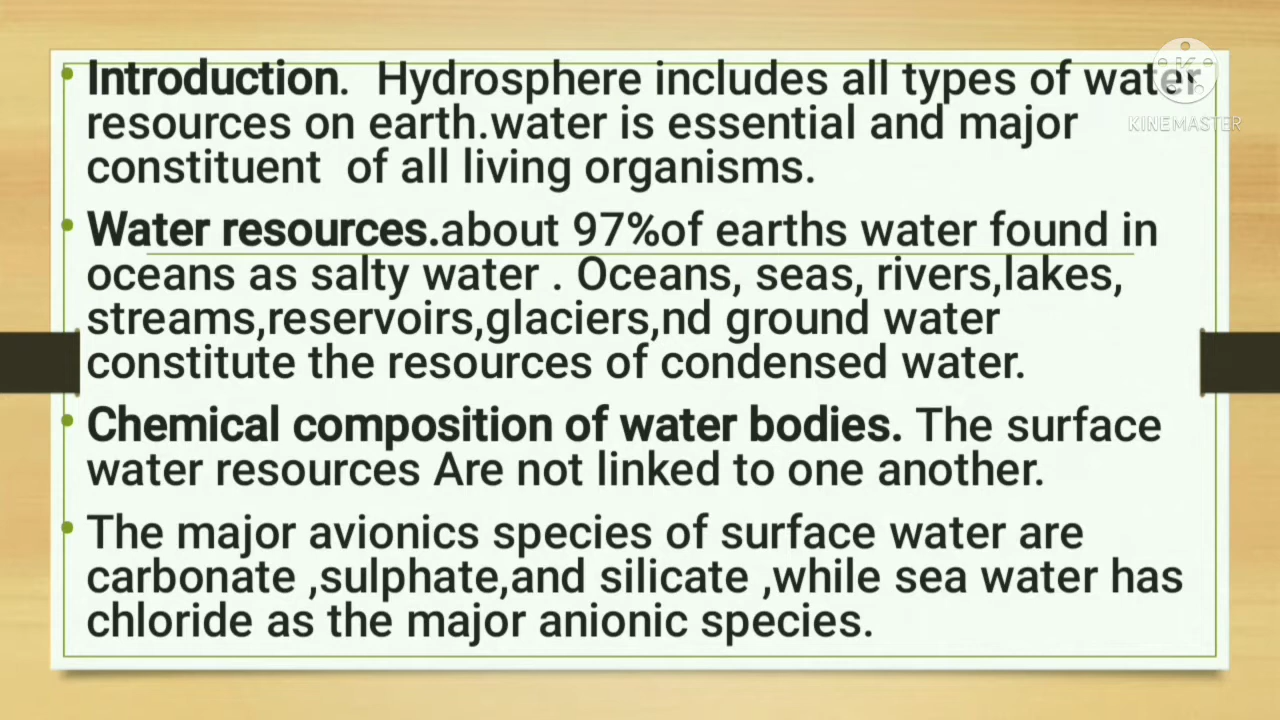 • Introduction.  Hydrosphere includes all types of water
resources on earth.water is essential and major
constituent  of all living organisms.
• Water resources.about 97%of earths water found in
oceans as salty water . Oceans, seas, rivers,lakes,
streams,reservoirs,glaciers,nd ground water
constitute the resources of condensed water.
• Chemical composition of water bodies. The surface
water resources Are not linked to one another.
• The major avionics species of surface water are
carbonate ,sulphate,and silicate ,while sea water has
chloride as the major anionic species.
KINEMASTER